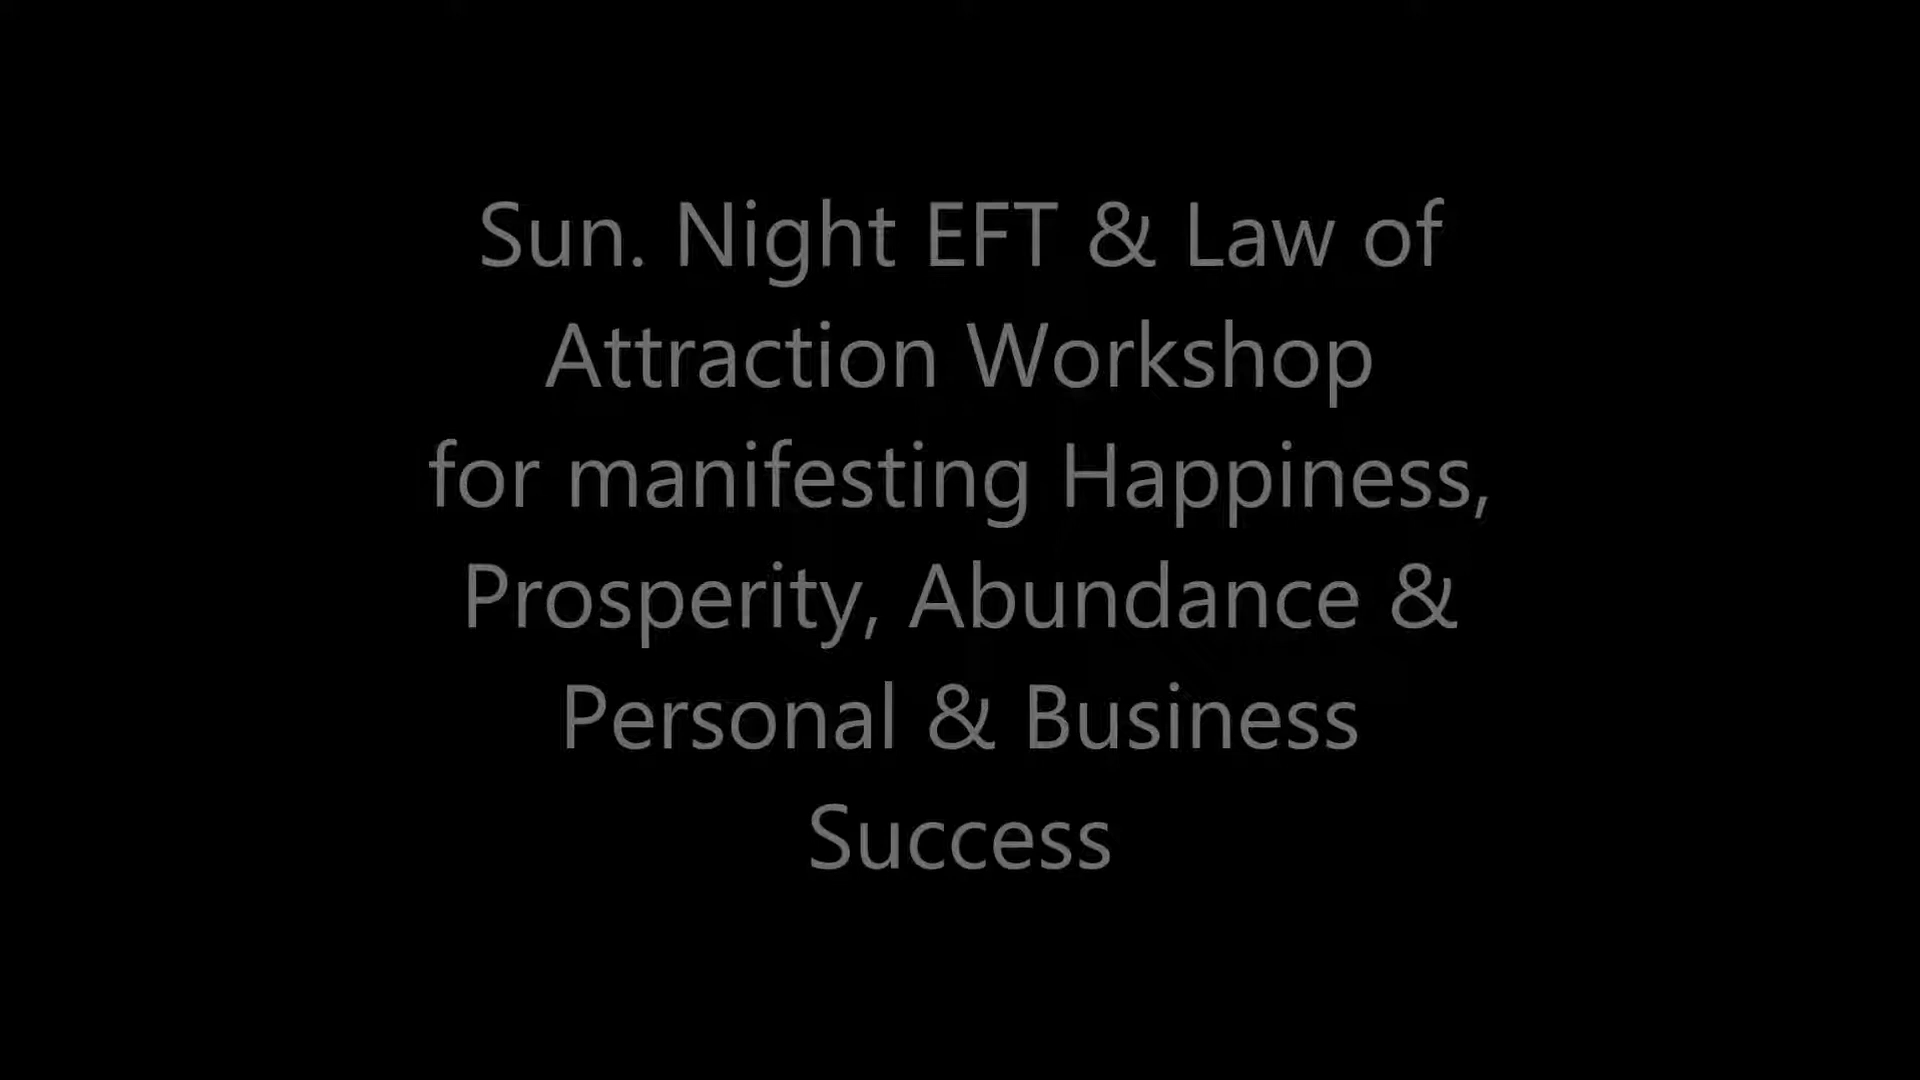 Sun. Night EFT & Law of
Attraction Workshop
for manifesting Happiness,
Prosperity, Abundance &
Personal & Business
Success